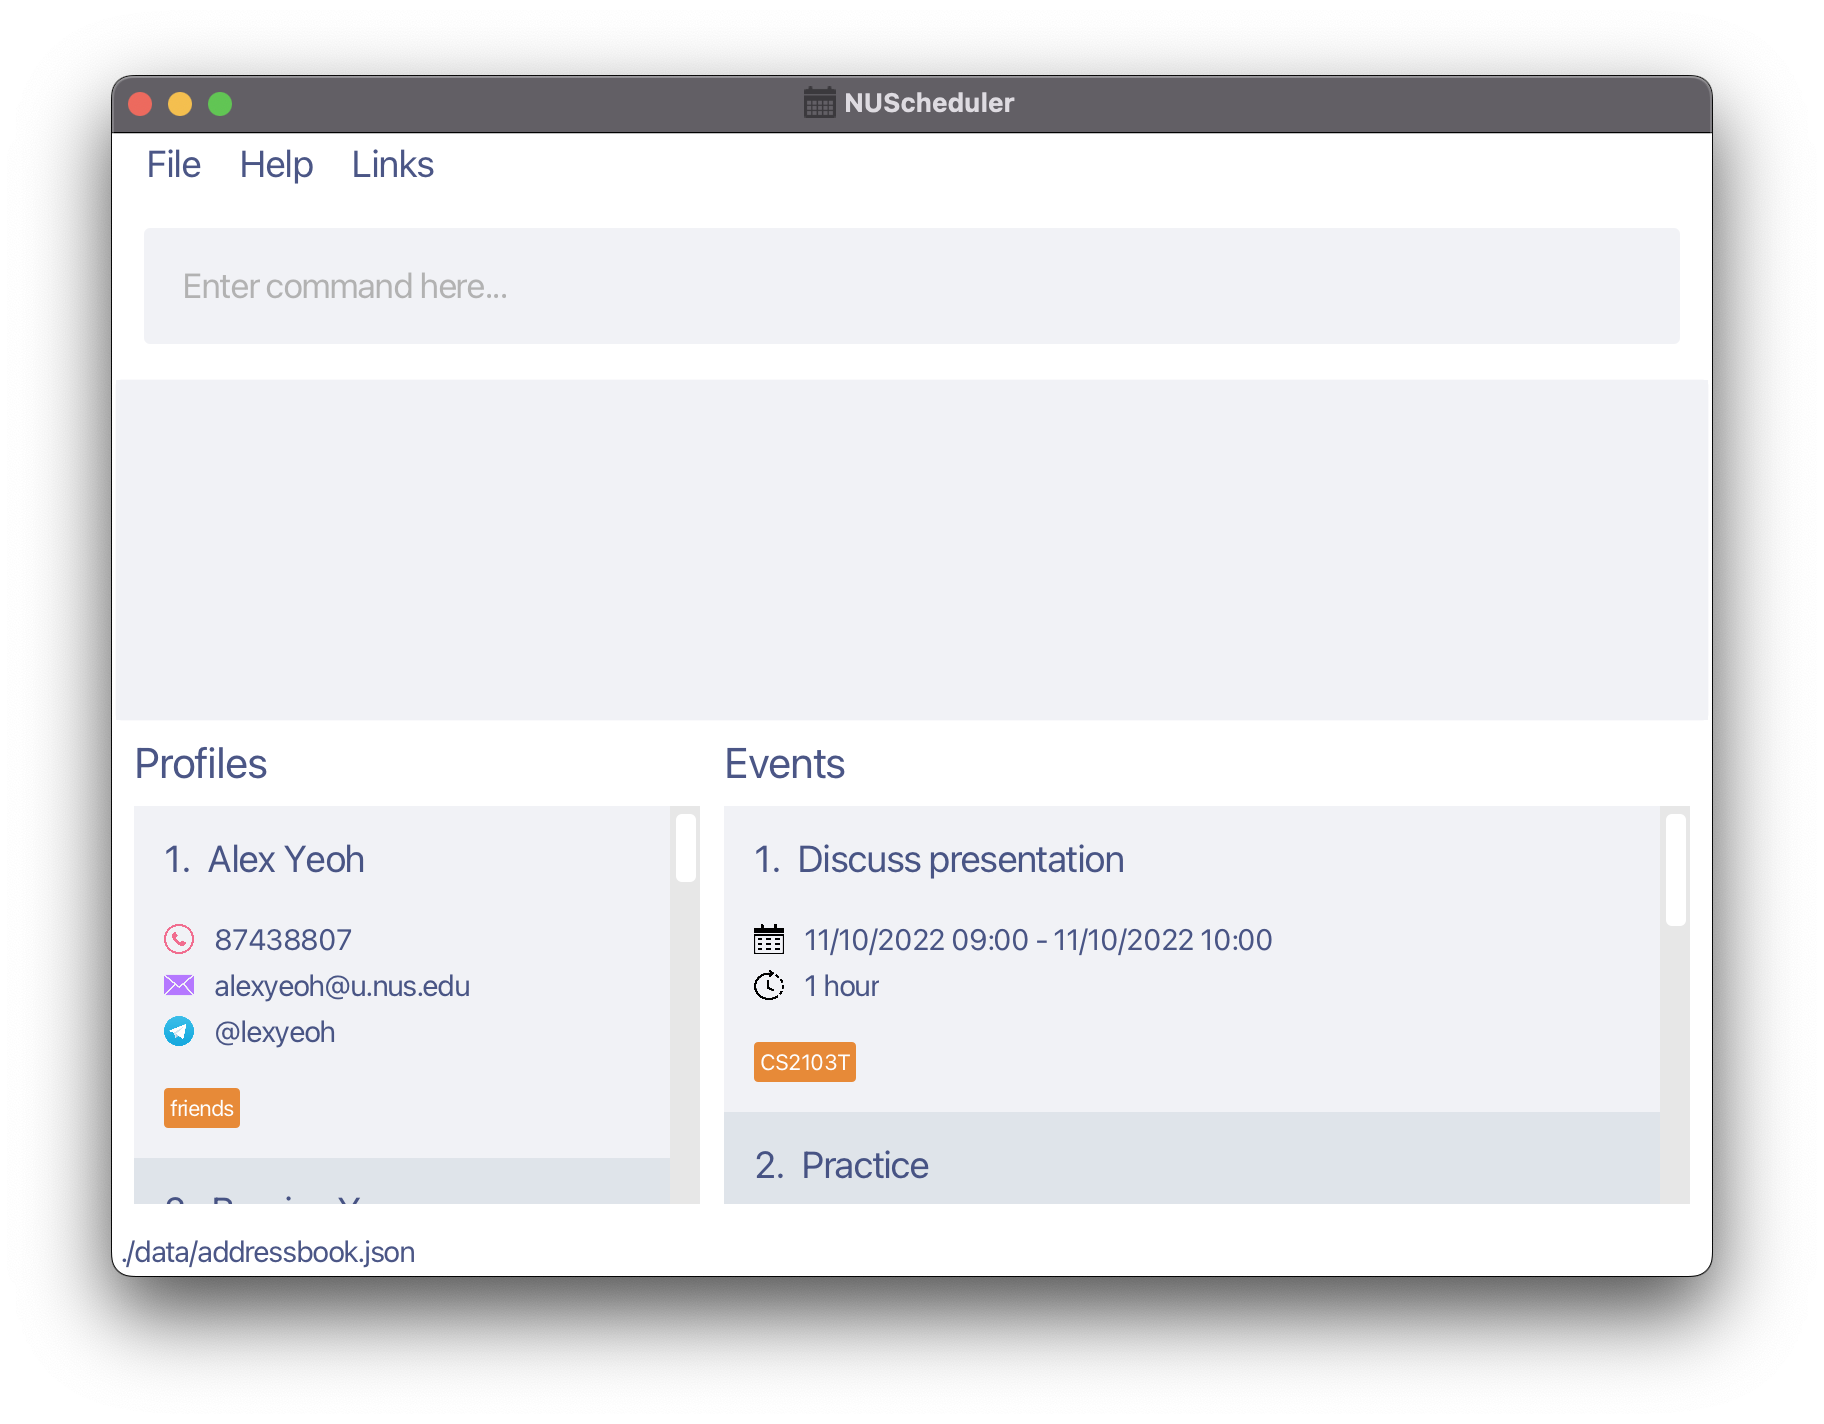 NUScheduler
File Help Links
Enter command here...
Profiles
1. Alex Yeoh
87438807
alexyeoh@u.nus.edu
@lexyeoh
friends
Events
1. Discuss presentation
11/10/2022 09:00 - 11/10/2022 10:00
1 hour
CS2103T
2. Practice
./data/addressbook.json